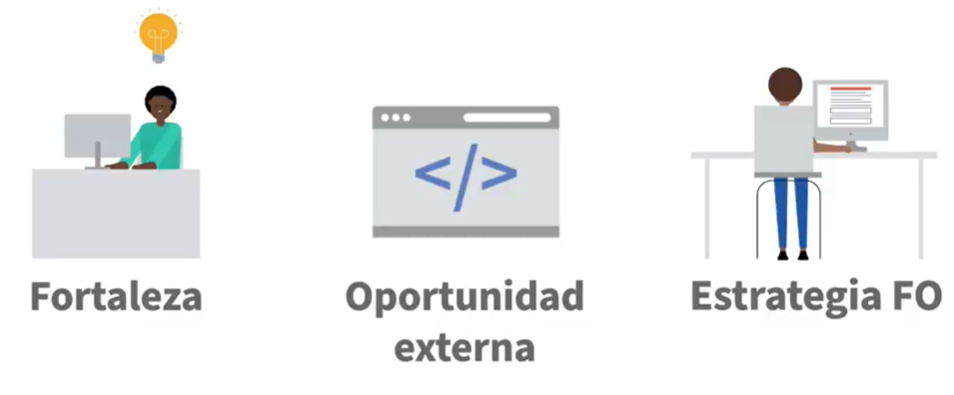 </>
Fortaleza
Oportunidad
externa
Estrategia FO